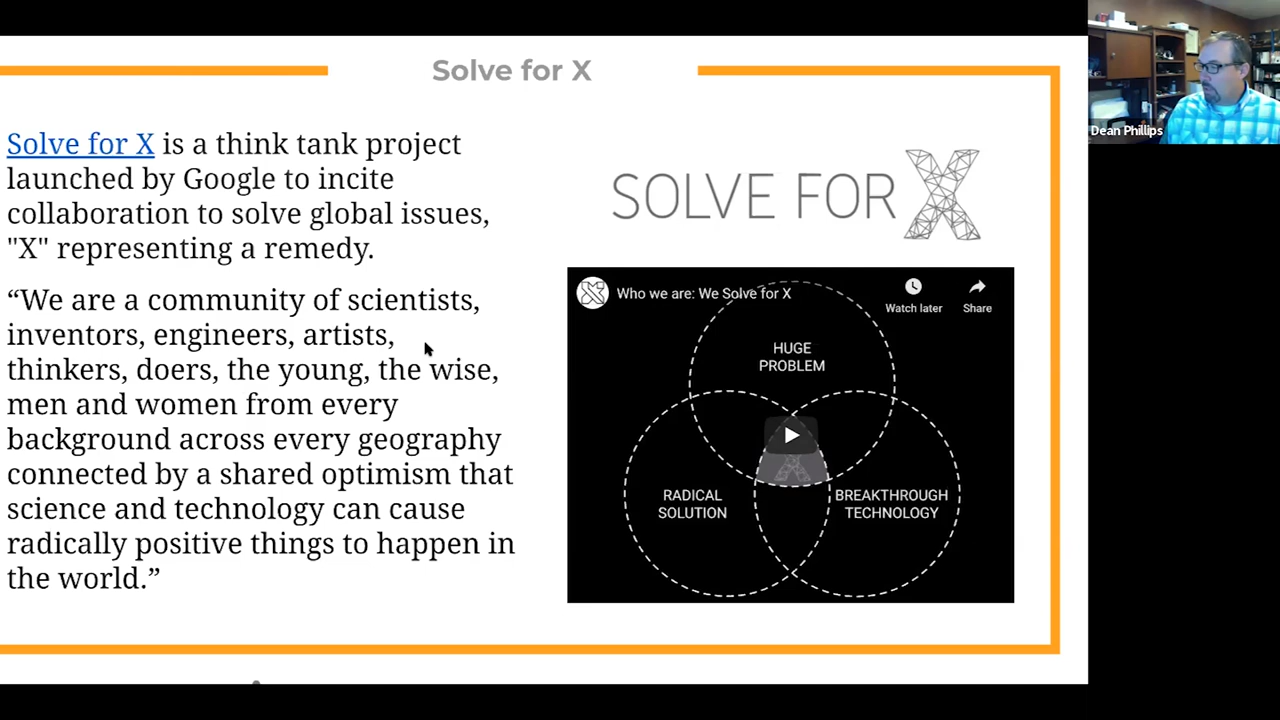 Solve for X
Solve for X is a think tank project
launched by Google to incite
collaboration to solve global issues,
"X" representing a remedy.
“We are a community of scientists,
inventors, engineers, artists,
thinkers, doers, the young, the wise,
men and women from every
background across every geography
connected by a shared optimism that
science and technology can cause
radically positive things to happen in
the world.”
SOLVE FOR X
Who we are: We Solve for X
Watch later
Share
HUGE
PROBLEM
RADICAL
SOLUTION
BREAKTHROUGH
TECHNOLOGY
Dean Phillips